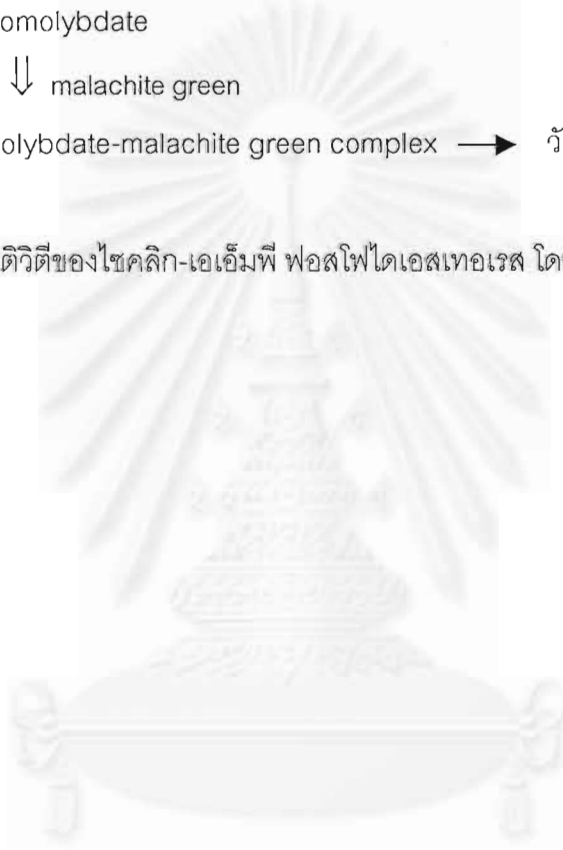 omolybdate
⇓ malachite green
olybdate-malachite green complex ⟶ วั
ติวิตีของไซคลิก-เอเอ็มพี ฟอสโฟไดเอสเทอเรส โดย